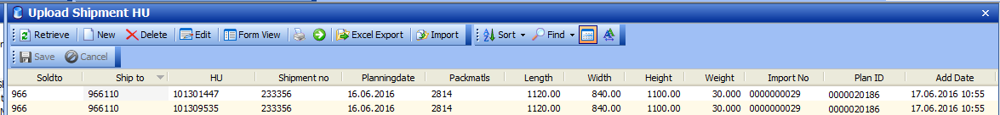 Upload Shipment HU
Retrieve New Delete Edit Form View Excel Export Import Sort Find
Save Cancel
Soldto Ship to HU Shipment no Planningdate Packmatls Length Width Height Weight Import No Plan ID Add Date
966 966110 101301447 233356 16.06.2016 2814 1120.00 840.00 1100.00 30.000 0000000029 0000020186 17.06.2016 10:55
966 966110 101309535 233356 16.06.2016 2814 1120.00 840.00 1100.00 30.000 0000000029 0000020186 17.06.2016 10:55